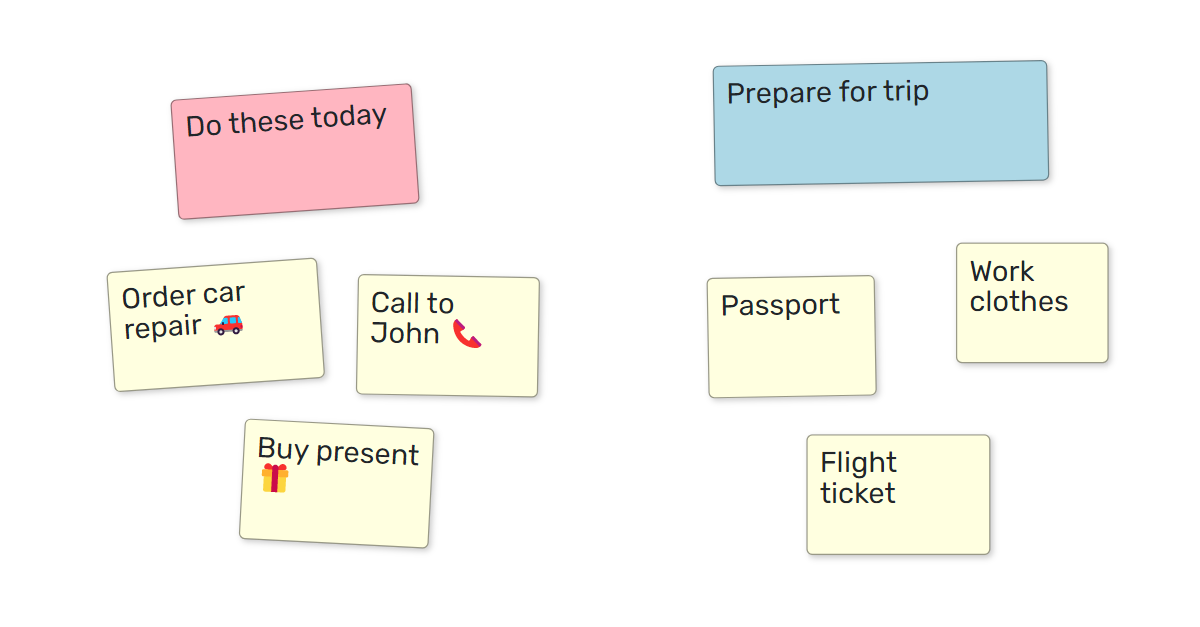 Do these today
Order car
repair 🚗
Call to
John 📞
Buy present
🎁
Prepare for trip
Passport
Work
clothes
Flight
ticket